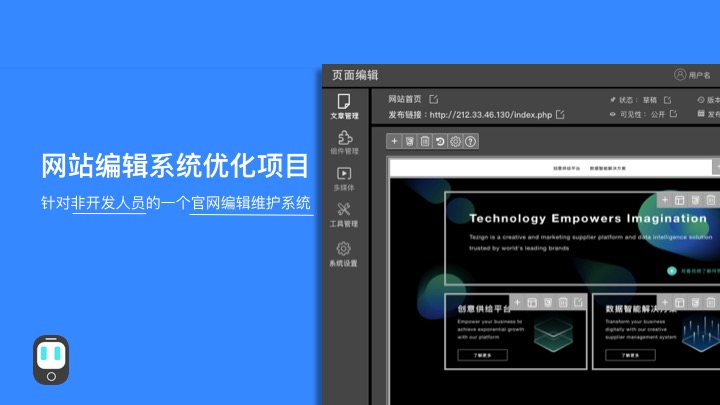 网站编辑系统优化项目
针对非开发人员的一个官网编辑维护系统
页面编辑
用户名
文章管理
组件管理
多媒体
工具管理
系统设置
网站首页
状态： 草稿
版本
发布链接：http://212.33.46.130/index.php
可见性： 公开
发布
创意供给平台 数据智能解决方案
Technology Empowers Imagination
Tezign is a creative and marketing supplier platform and data intelligence solution
trusted by world's leading brands
创意供给平台
Empower your business to
achieve exponential growth
with our platform
了解更多
数据智能解决方案
Transform your business
digitally with our creative
supplier management system
了解更多